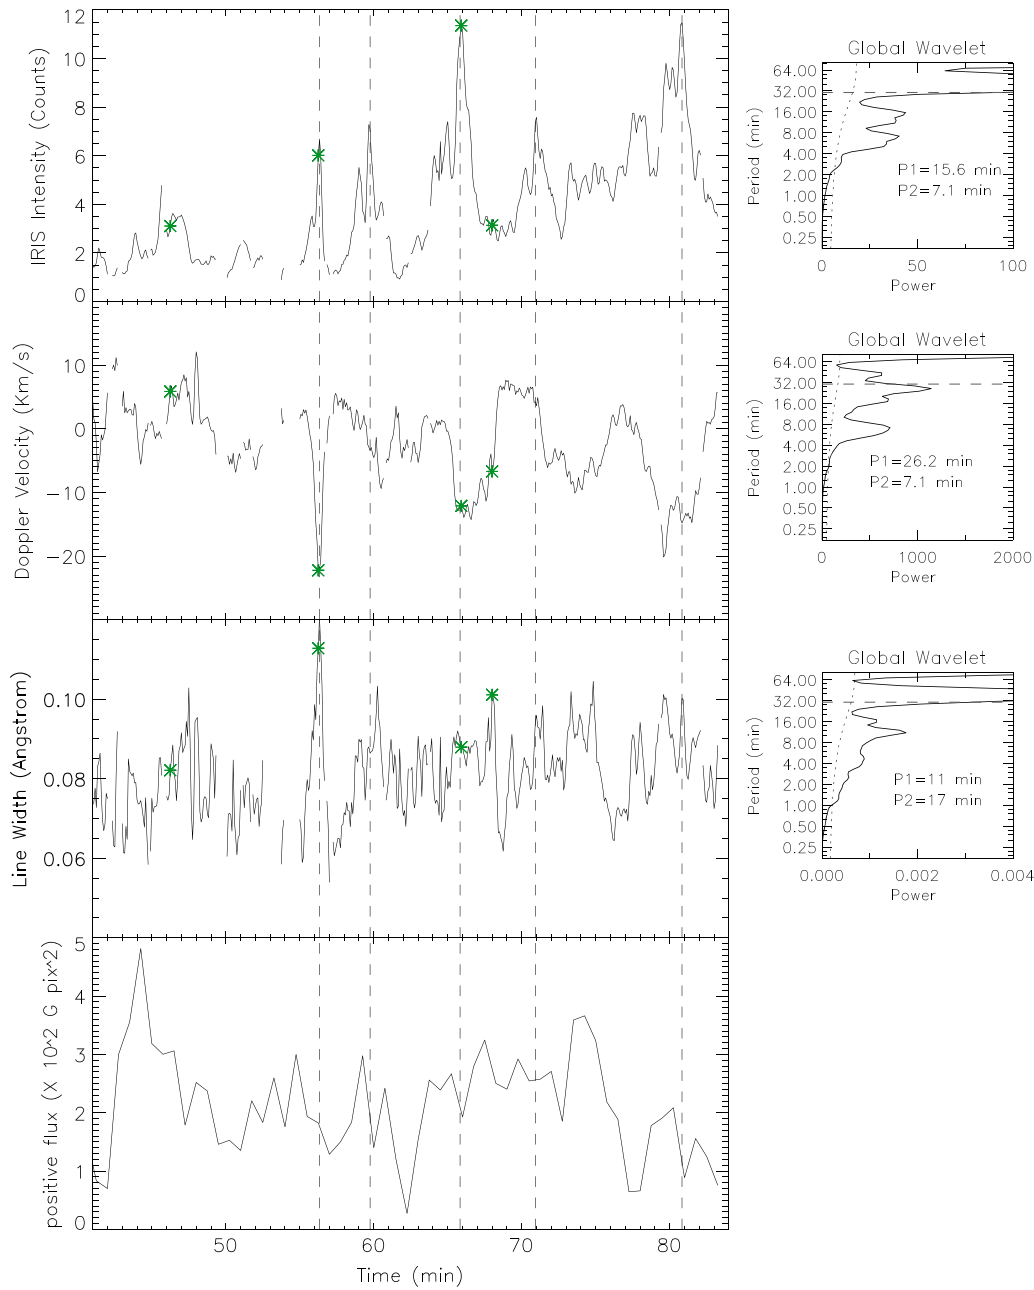 12
10
8
6
4
2
0
IRIS Intensity (Counts)
Global Wavelet
64.00
32.00
16.00
8.00
4.00
2.00
1.00
0.50
0.25
Period (min)
P1=15.6 min
P2=7.1 min
0 50 100
Power
10
0
−10
−20
Doppler Velocity (Km/s)
Global Wavelet
64.00
32.00
16.00
8.00
4.00
2.00
1.00
0.50
0.25
Period (min)
P1=26.2 min
P2=7.1 min
0 1000 2000
Power
0.10
0.08
0.06
Line Width (Angstrom)
Global Wavelet
64.00
32.00
16.00
8.00
4.00
2.00
1.00
0.50
0.25
Period (min)
P1=11 min
P2=17 min
0.000 0.002 0.004
Power
5
4
3
2
1
0
positive flux (X 10^2 G pix^2)
50 60 70 80
Time (min)